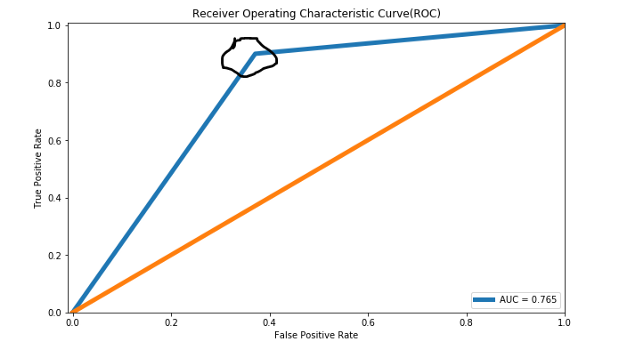 Receiver Operating Characteristic Curve(ROC)
1.0
0.8
0.6
0.4
0.2
0.0
True Positive Rate
AUC = 0.765
0.0 0.2 0.4 0.6 0.8 1.0
False Positive Rate